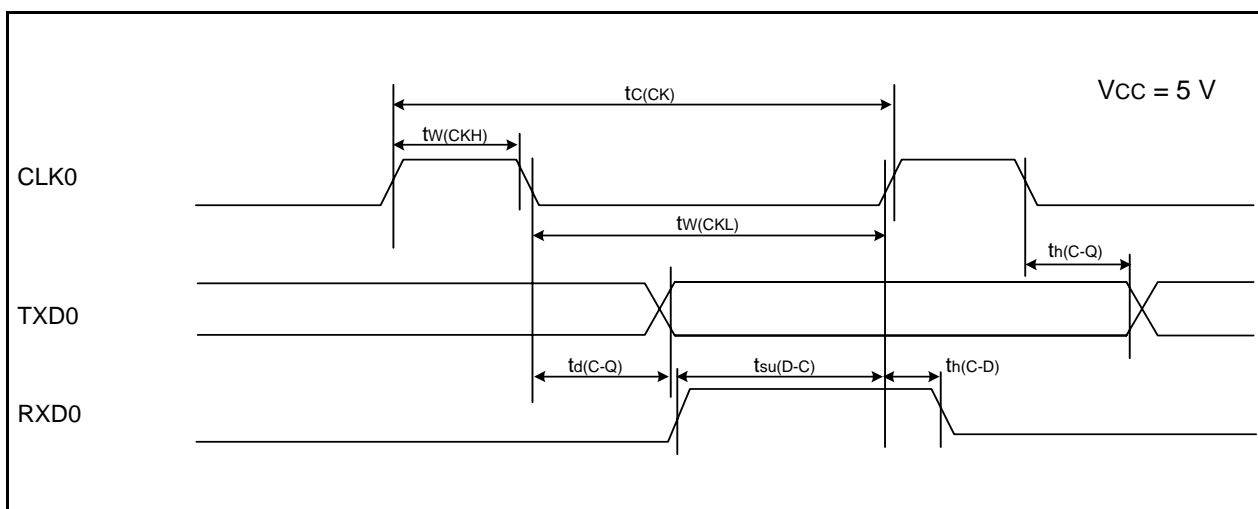 tC(CK)
VCC = 5 V
tW(CKH)
CLK0
tW(CKL)
th(C-Q)
TXD0
td(C-Q)
tsu(D-C)
th(C-D)
RXD0